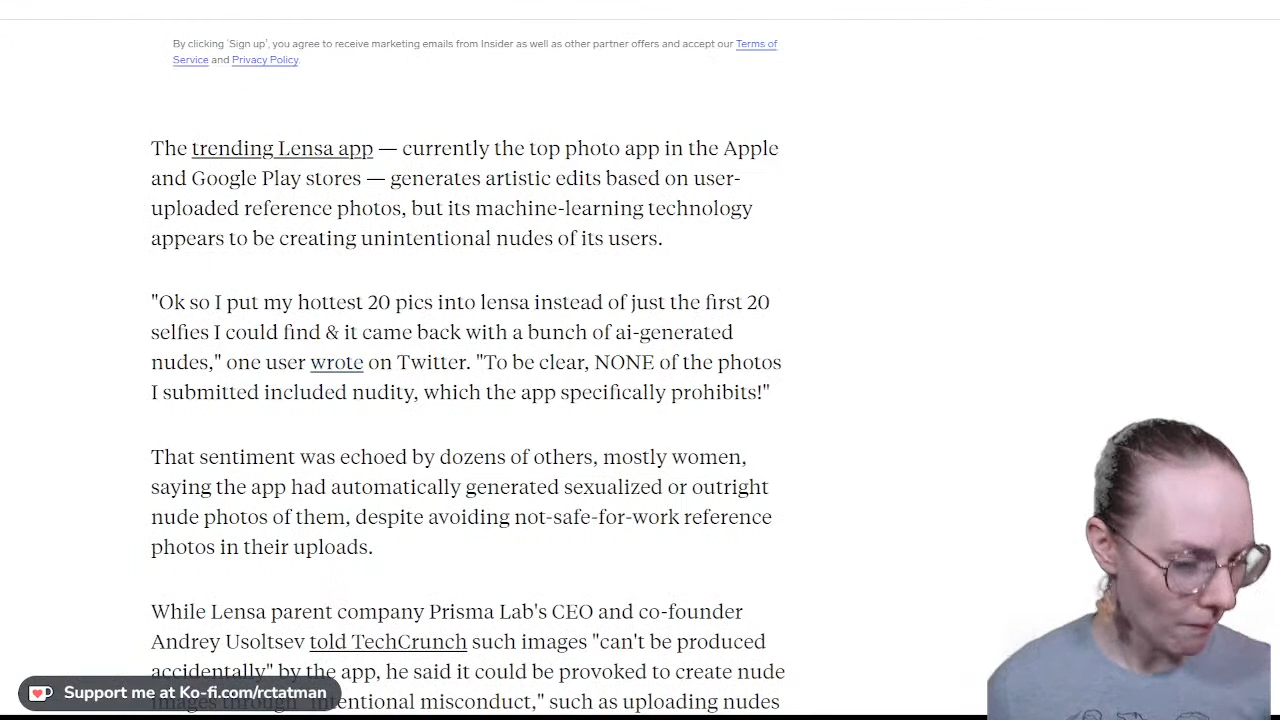 By clicking 'Sign up', you agree to receive marketing emails from Insider as well as other partner offers and accept our Terms of
Service and Privacy Policy.
The trending Lensa app — currently the top photo app in the Apple
and Google Play stores — generates artistic edits based on user-
uploaded reference photos, but its machine-learning technology
appears to be creating unintentional nudes of its users.
"Ok so I put my hottest 20 pics into lensa instead of just the first 20
selfies I could find & it came back with a bunch of ai-generated
nudes," one user wrote on Twitter. "To be clear, NONE of the photos
I submitted included nudity, which the app specifically prohibits!"
That sentiment was echoed by dozens of others, mostly women,
saying the app had automatically generated sexualized or outright
nude photos of them, despite avoiding not-safe-for-work reference
photos in their uploads.
While Lensa parent company Prisma Lab's CEO and co-founder
Andrey Usoltsev told TechCrunch such images "can't be produced
accidentally" by the app, he said it could be provoked to create nude
images through "intentional misconduct," such as uploading nudes
Support me at Ko-fi.com/rctatman